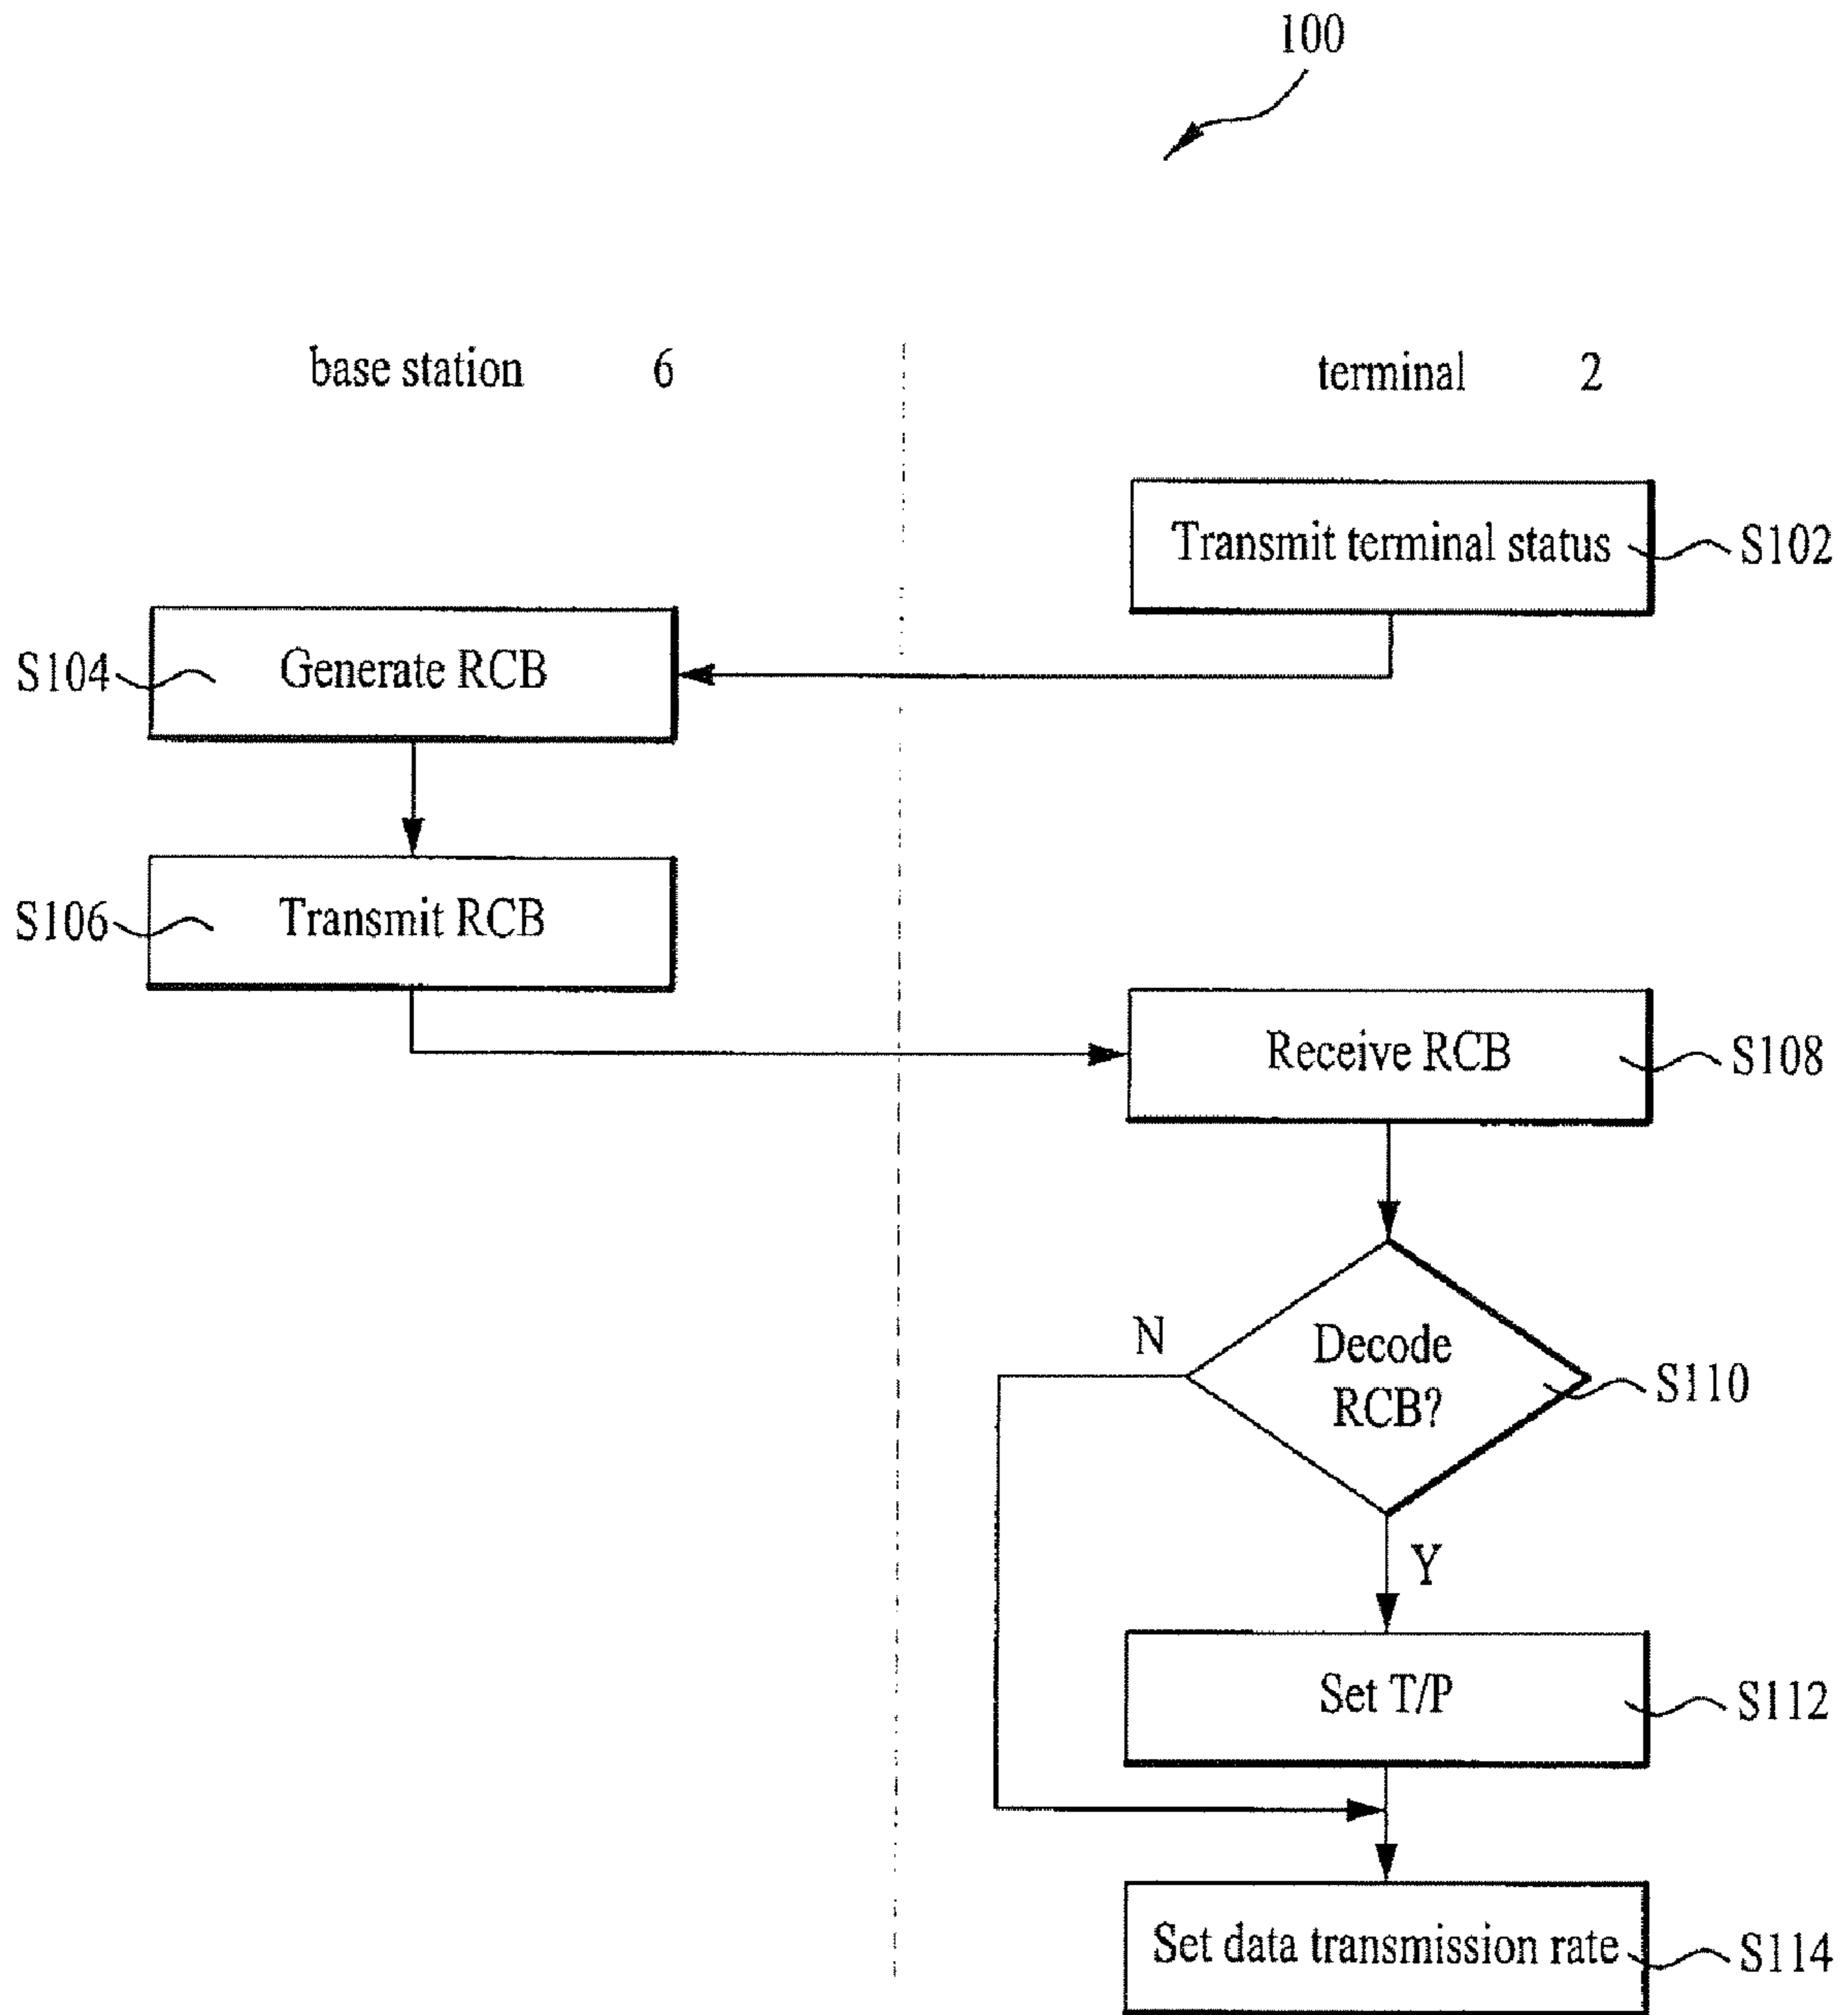 100
base station 6
terminal 2
Transmit terminal status
S102
S104
Generate RCB
S106
Transmit RCB
Receive RCB
S108
N
Decode
RCB?
S110
Y
Set T/P
S112
Set data transmission rate
S114